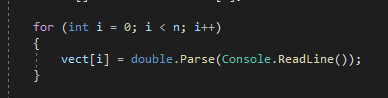 for (int i = 0; i < n; i++)
{
vect[i] = double.Parse(Console.ReadLine());
}